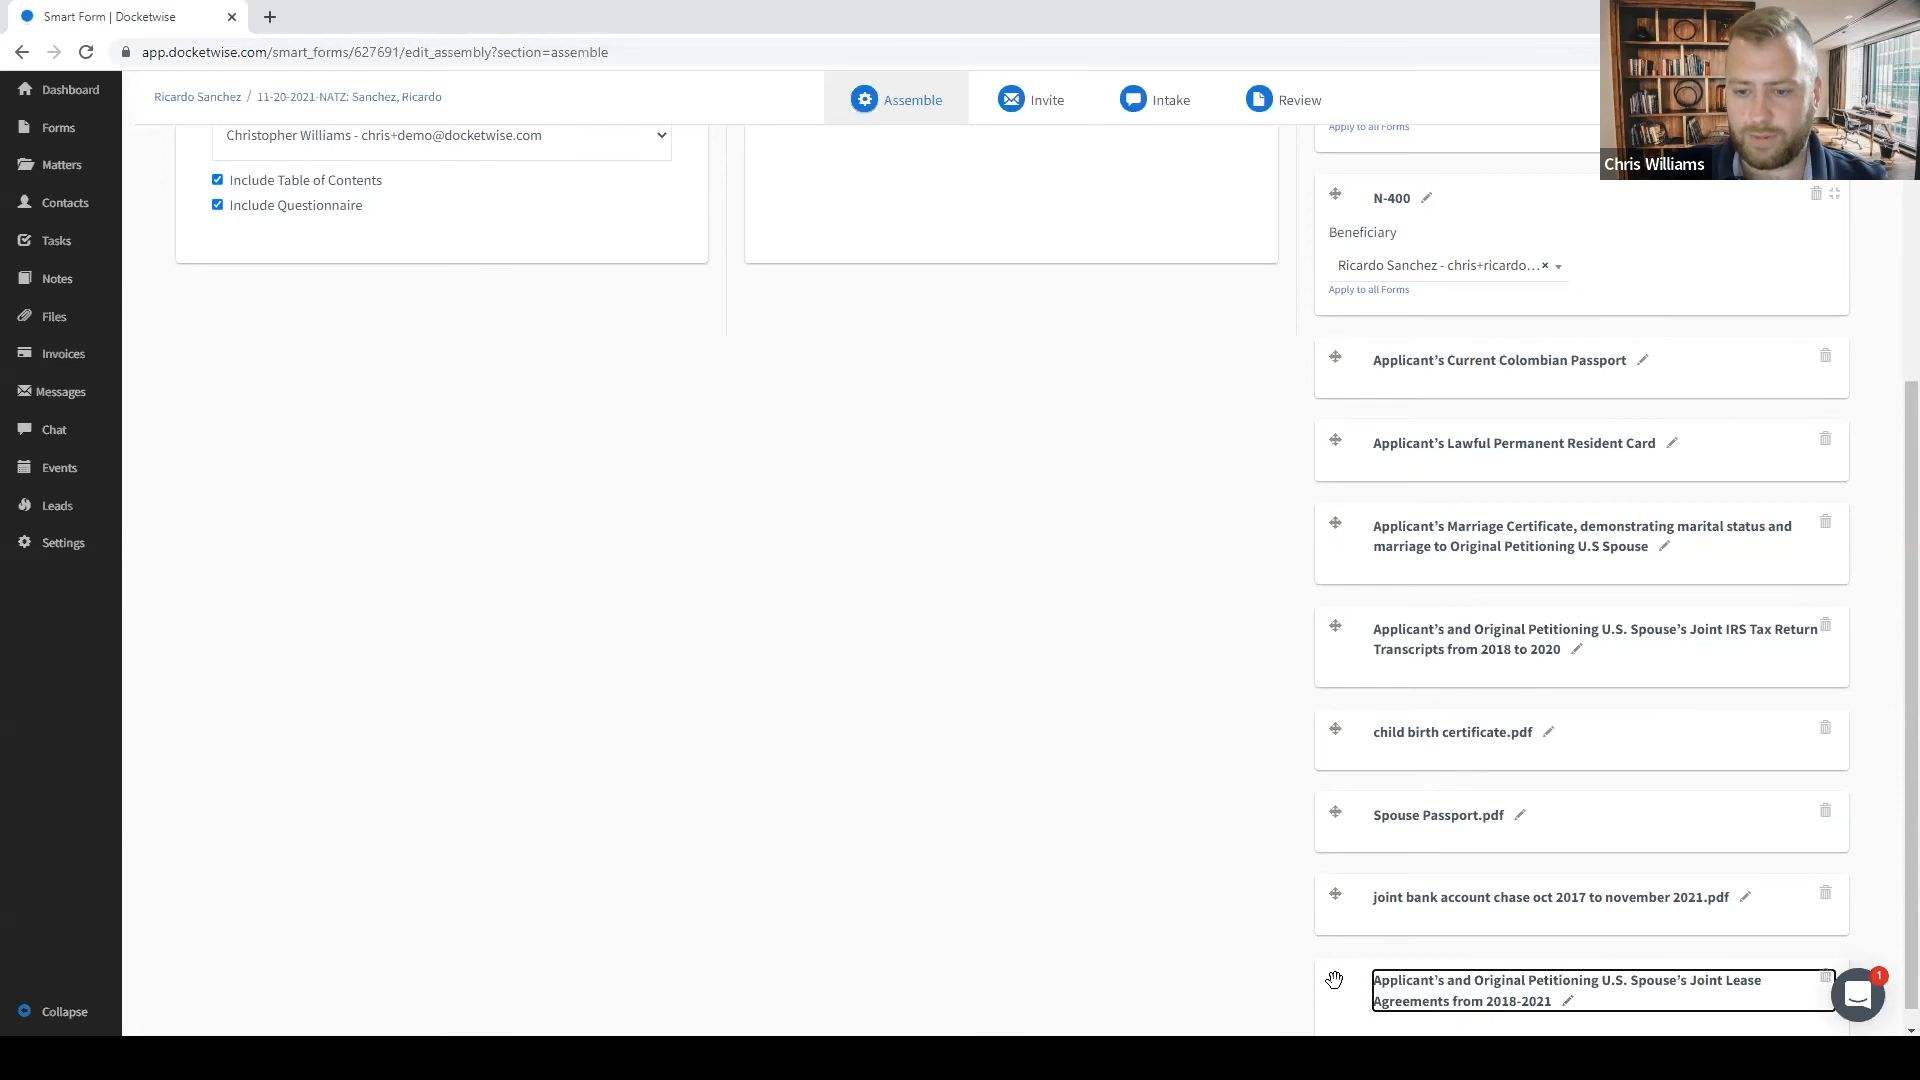 Smart Form | Docketwise
app.docketwise.com/smart_forms/627691/edit_assembly?section=assemble
Dashboard
Forms
Matters
Contacts
Tasks
Notes
Files
Invoices
Messages
Chat
Events
Leads
Settings
Collapse
Ricardo Sanchez / 11-20-2021-NATZ: Sanchez, Ricardo
Assemble
Invite
Intake
Review
Christopher Williams - chris+demo@docketwise.com
Include Table of Contents
Include Questionnaire
Apply to all Forms
N-400
Beneficiary
Ricardo Sanchez - chris+ricardo...
Apply to all Forms
Applicant's Current Colombian Passport
Applicant's Lawful Permanent Resident Card
Applicant's Marriage Certificate, demonstrating marital status and
marriage to Original Petitioning U.S Spouse
Applicant's and Original Petitioning U.S. Spouse's Joint IRS Tax Return
Transcripts from 2018 to 2020
child birth certificate.pdf
Spouse Passport.pdf
joint bank account chase oct 2017 to november 2021.pdf
Applicant's and Original Petitioning U.S. Spouse's Joint Lease
Agreements from 2018-2021
1
Chris Williams